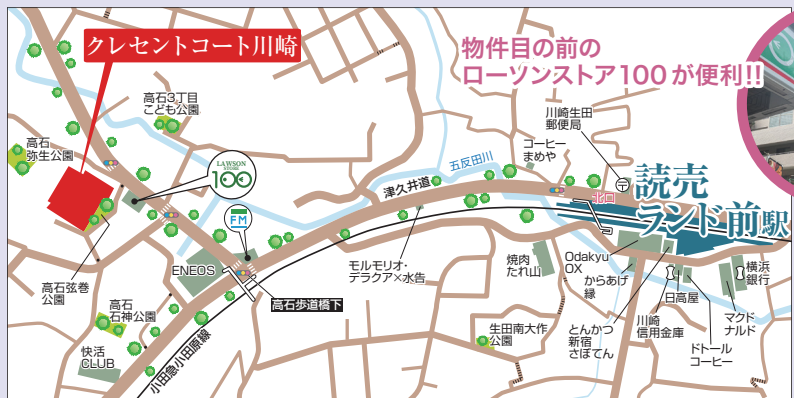 クレセントコート川崎
物件目の前の
ローソンストア100が便利!!
高石3丁目
こども公園
高石
弥生公園
LAWSON
STORE
100
FM
川崎生田
郵便局
コーヒー
まめや
五反田川
津久井道
北口
読売
ランド前駅
高石弦巻
公園
ENEOS
高石歩道橋下
モルモリオ・
デラクア×水告
焼肉
たれ山
Odakyu
OX
からあげ
縁
日高屋
横浜
銀行
高石
石神公園
快活
CLUB
小田急小田原線
生田南大作
公園
とんかつ
新宿
さぼてん
川崎
信用金庫
ドトール
コーヒー
マクド
ナルド